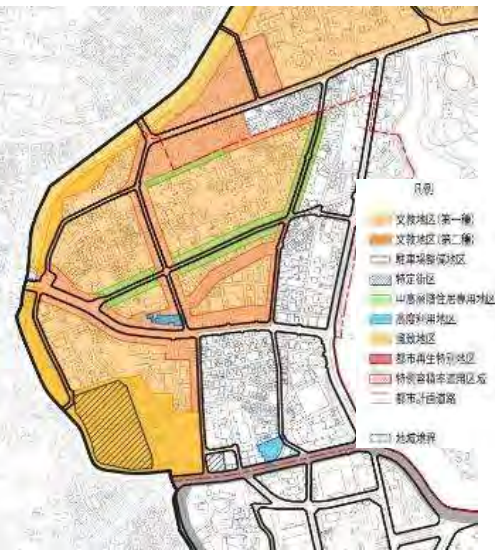 凡例
文教地区(第一種)
文教地区(第二種)
駐車場整備地区
特定街区
中高層階住居専用地区
高度利用地区
風致地区
都市再生特別地区
特例容積率適用区域
都市計画道路
地域境界